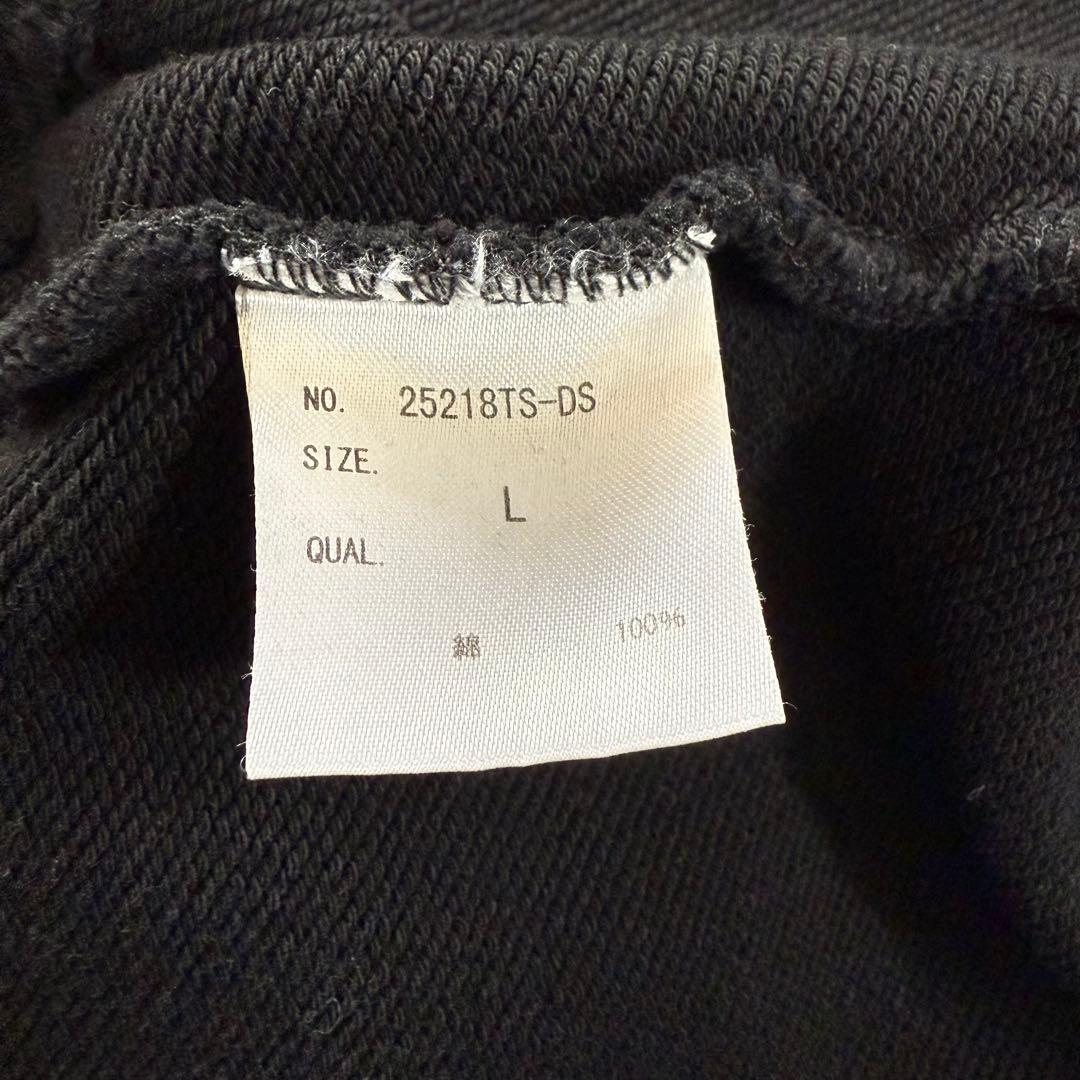 NO. 25218TS-DS
SIZE.
L
QUAL.
綿 100%